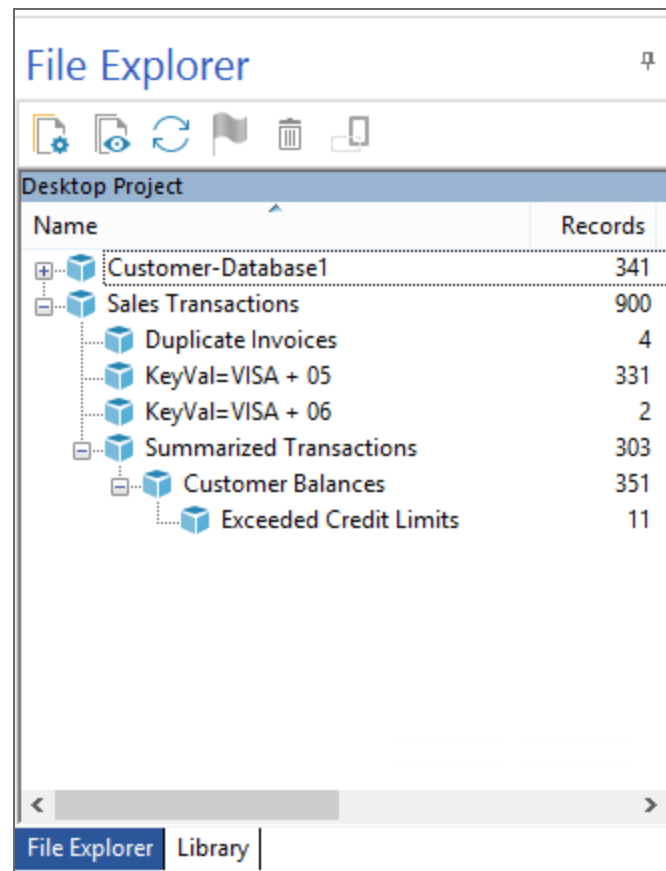 File Explorer
Desktop Project
Name Records
Customer-Database1 341
Sales Transactions 900
Duplicate Invoices 4
KeyVal=VISA + 05 331
KeyVal=VISA + 06 2
Summarized Transactions 303
Customer Balances 351
Exceeded Credit Limits 11
File Explorer Library